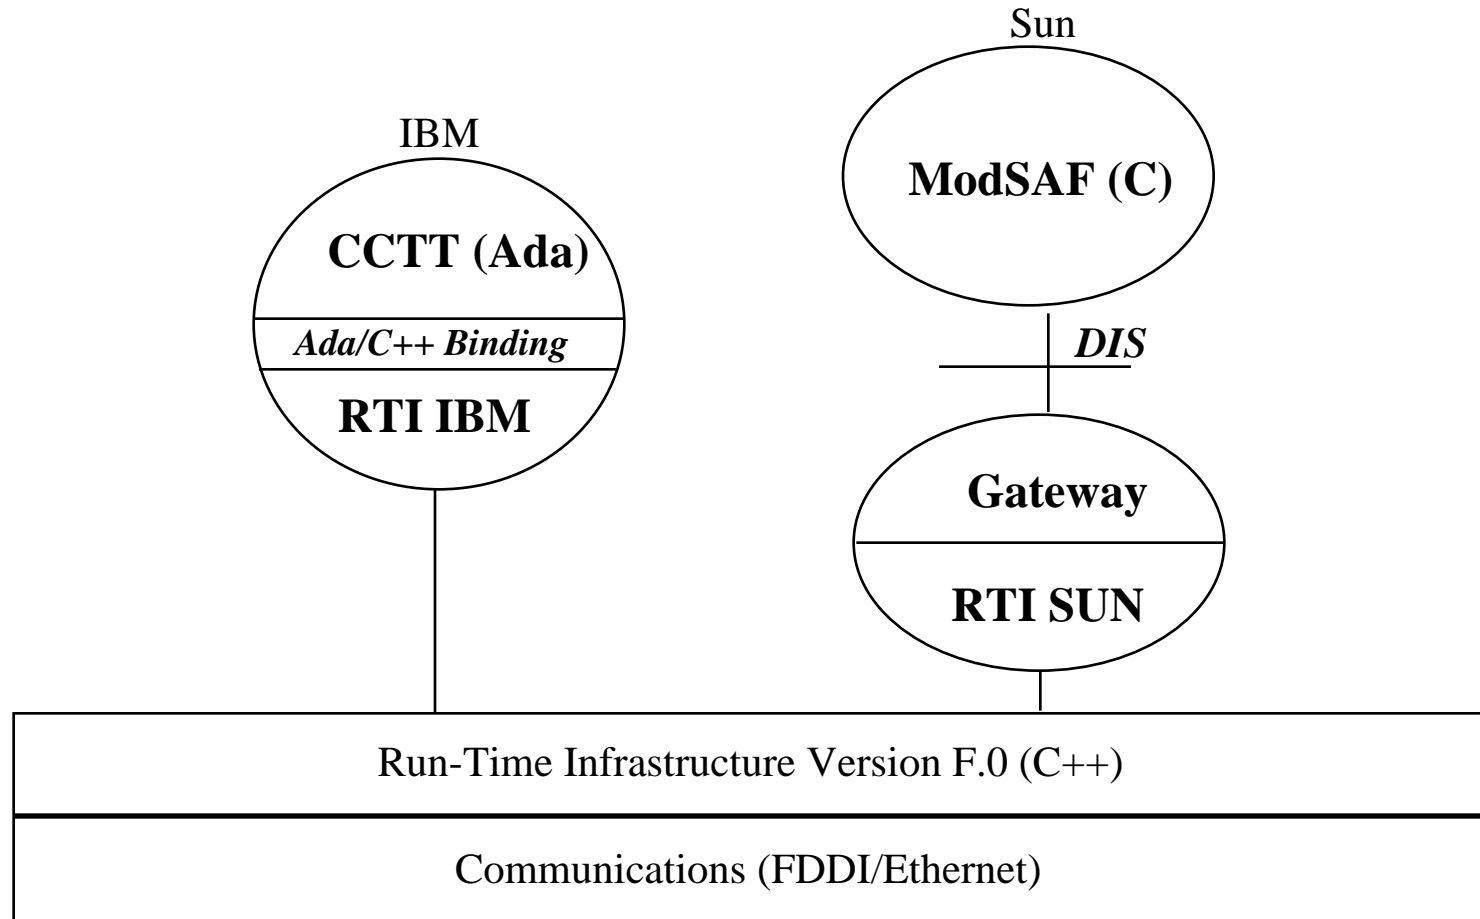 Sun
IBM
ModSAF (C)
CCTT (Ada)
Ada/C++ Binding
DIS
RTI IBM
Gateway
RTI SUN
Run-Time Infrastructure Version F.0 (C++)
Communications (FDDI/Ethernet)